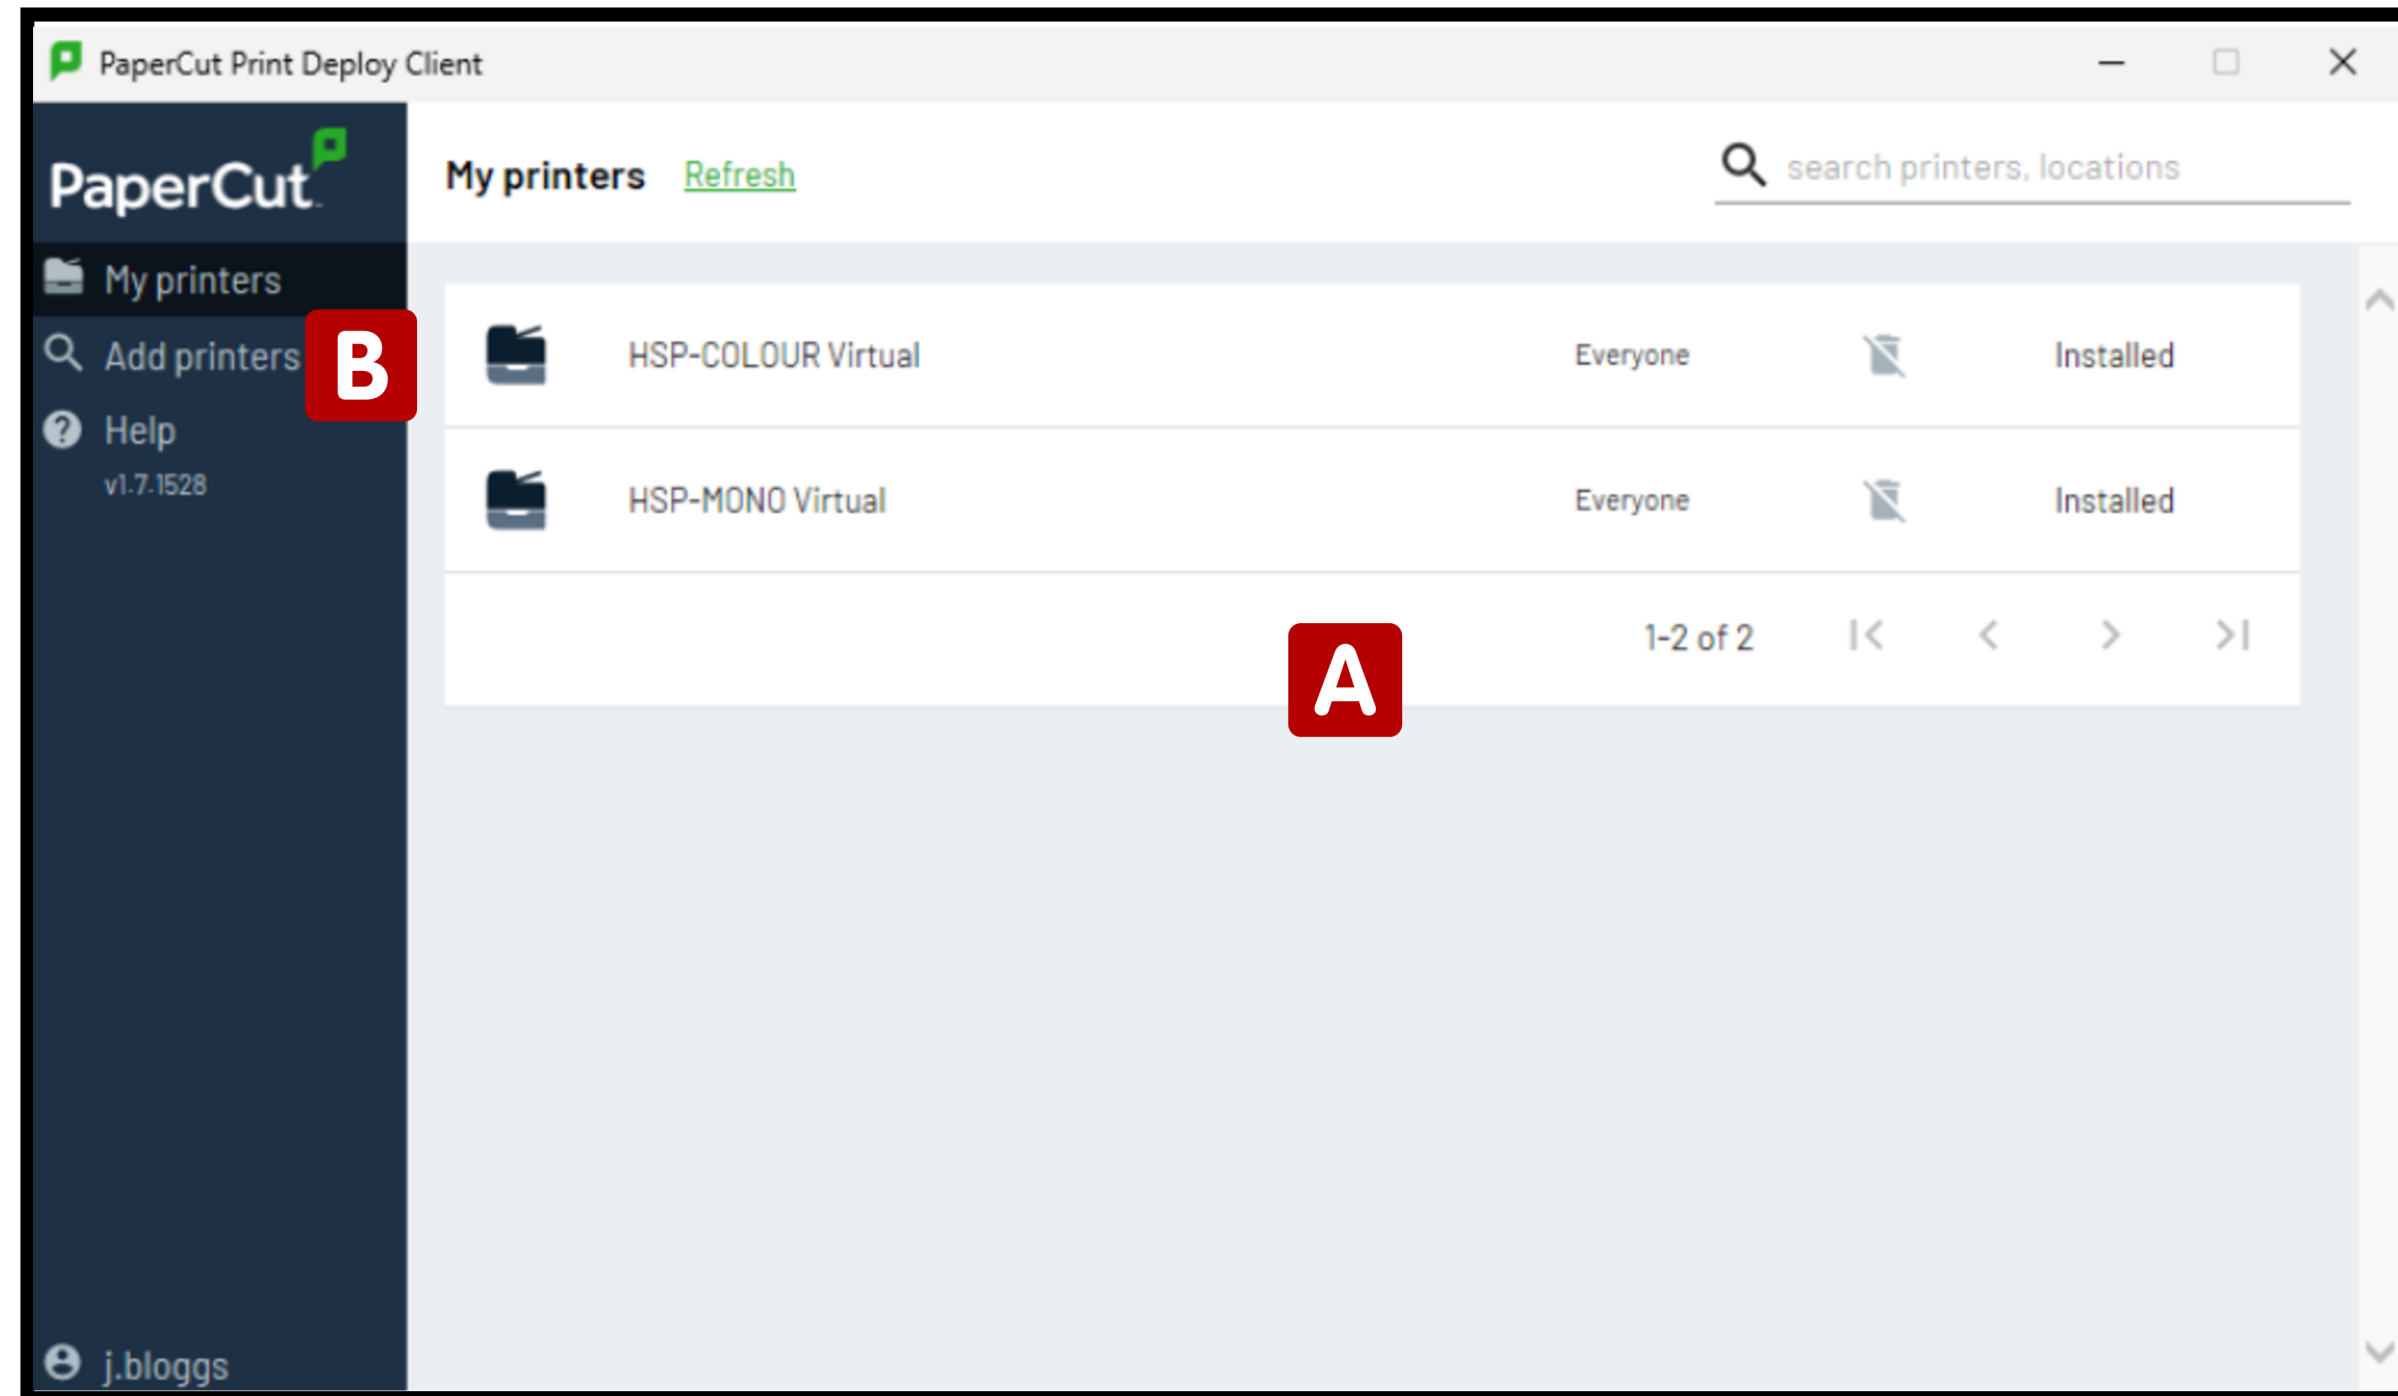 PaperCut Print Deploy Client
PaperCut
My printers
Add printers
B
Help
v1.7.1528
j.bloggs
My printers Refresh
search printers, locations
HSP-COLOUR Virtual Everyone Installed
HSP-MONO Virtual Everyone Installed
1-2 of 2
A